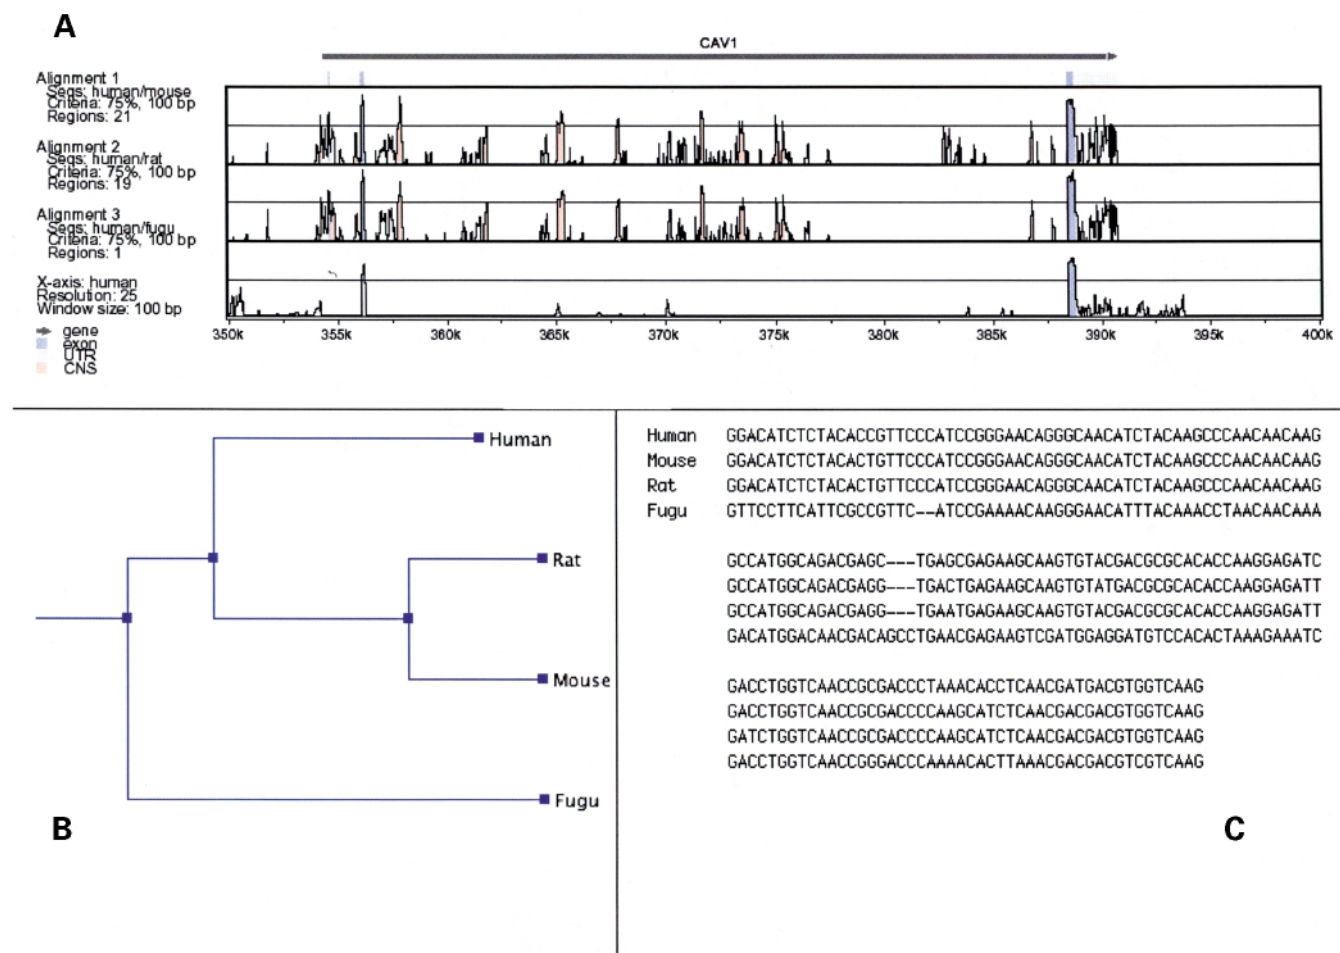 A
CAV1
Alignment 1
Seqs: human/mouse
Criteria: 75%, 100 bp
Regions: 21
Alignment 2
Seqs: human/rat
Criteria: 75%, 100 bp
Regions: 19
Alignment 3
Seqs: human/fugu
Criteria: 75%, 100 bp
Regions: 1
X-axis: human
Resolution: 25
Window size: 100 bp
350k 355k 360k 365k 370k 375k 380k 385k 390k 395k 400k
gene
exon
UTR
CNS
Human
Rat
Mouse
Fugu
B
Human GGACATCTCTACACCGTTCCCATCCGGGAACAGGGCAACATCTACAAGCCCAACAACAAG
Mouse GGACATCTCTACACTGTTCCCATCCGGGAACAGGGCAACATCTACAAGCCCAACAACAAG
Rat GGACATCTCTACACTGTTCCCATCCGGGAACAGGGCAACATCTACAAGCCCAACAACAAG
Fugu GTTCCTTCATTCGCCGTTC--ATCCGAAAACAAGGGAACATTTACAAACCTAACAACAAA
GCCATGGCAGACGAGC---TGAGCGAGAAGCAAGTGTACGACGCGCACACCAAGGAGATC
GCCATGGCAGACGAGG---TGACTGAGAAGCAAGTGTATGACGCGCACACCAAGGAGATT
GCCATGGCAGACGAGG---TGAATGAGAAGCAAGTGTACGACGCGCACACCAAGGAGATT
GACATGGACAACGACAGCCTGAACGAGAAGTCGATGGAGGATGTCCACACTAAAGAAATC
GACCTGGTCAACCGCGACCCTAAACACCTCAACGATGACGTGGTCAAG
GACCTGGTCAACCGCGACCCCAAGCATCTCAACGACGACGTGGTCAAG
GATCTGGTCAACCGCGACCCCAAGCATCTCAACGACGACGTGGTCAAG
GACCTGGTCAACCGGGACCCAAAACACTTAAACGACGACGTCGTCAAG
C